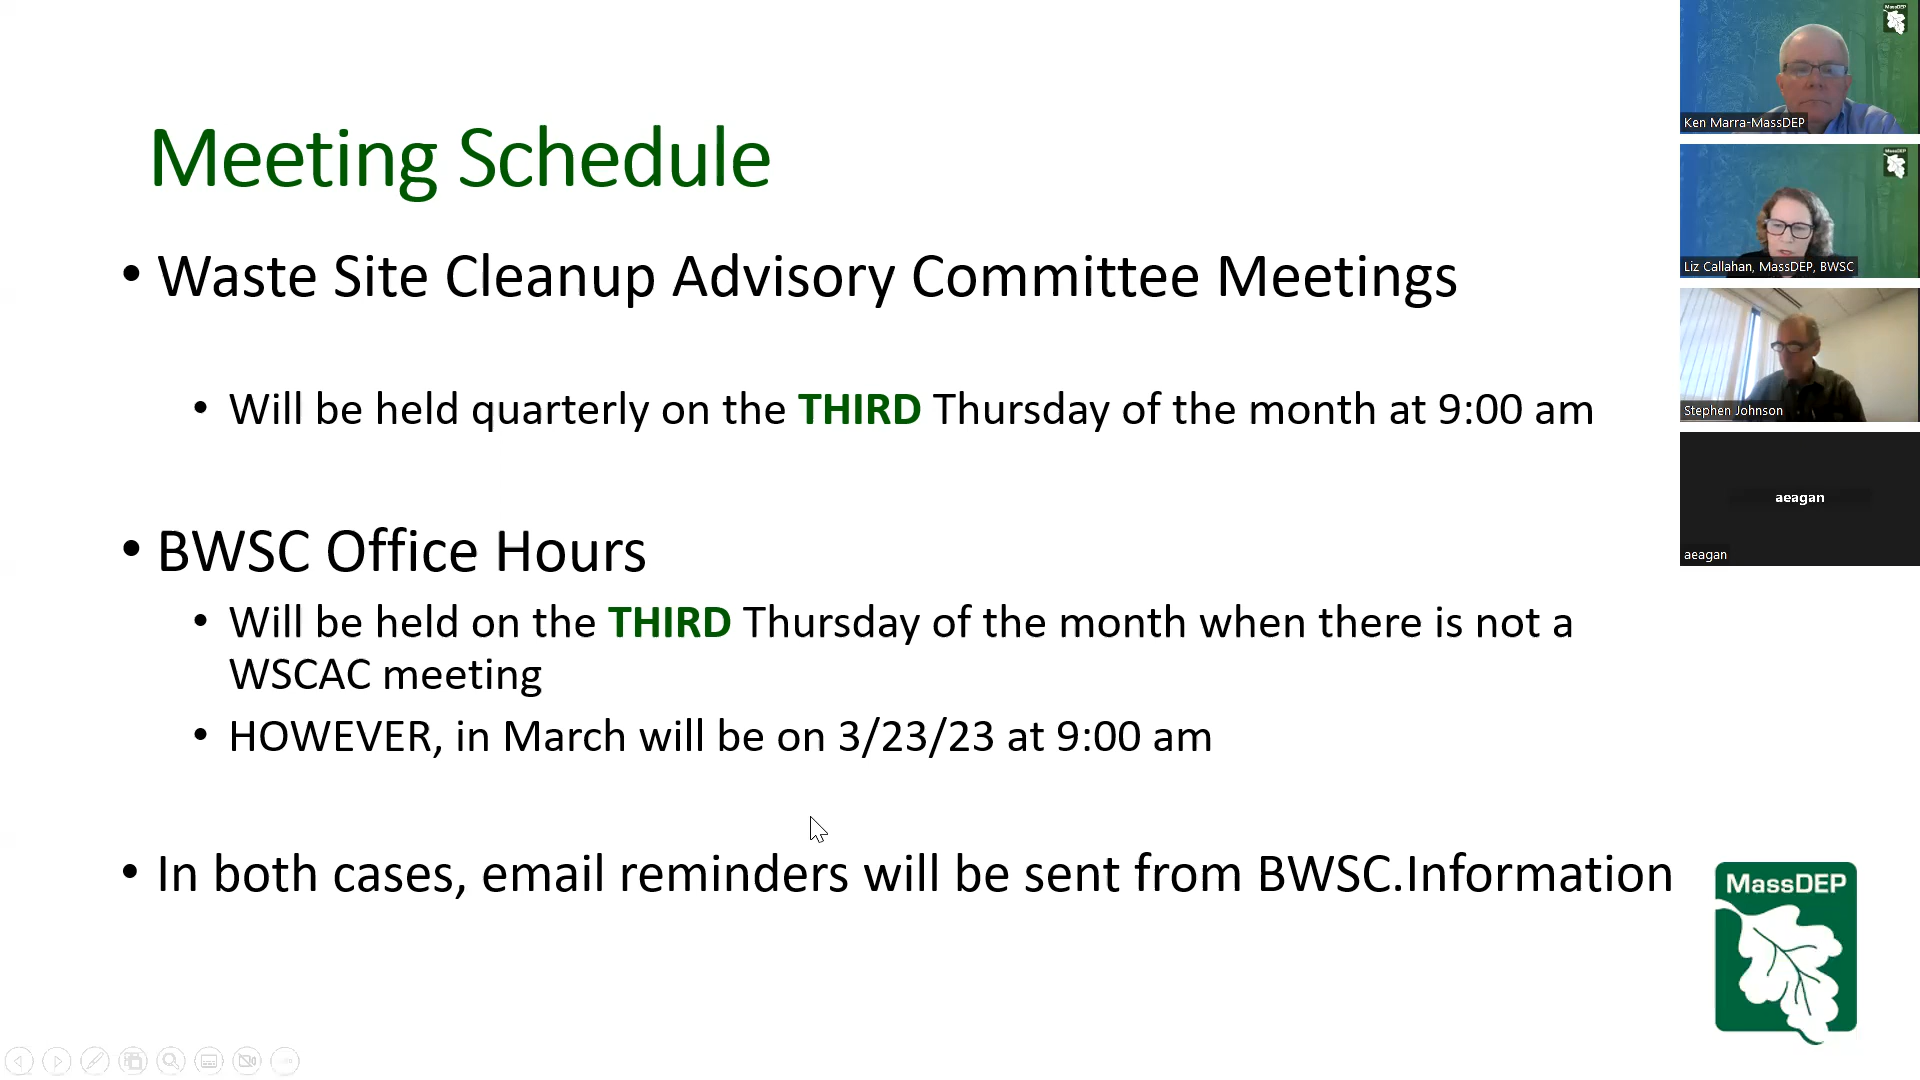 Meeting Schedule
• Waste Site Cleanup Advisory Committee Meetings
• Will be held quarterly on the THIRD Thursday of the month at 9:00 am
• BWSC Office Hours
• Will be held on the THIRD Thursday of the month when there is not a
WSCAC meeting
• HOWEVER, in March will be on 3/23/23 at 9:00 am
• In both cases, email reminders will be sent from BWSC.Information
MassDEP
MassDEP
Ken Marra-MassDEP
MassDEP
Liz Callahan, MassDEP, BWSC
Stephen Johnson
aeagan
aeagan